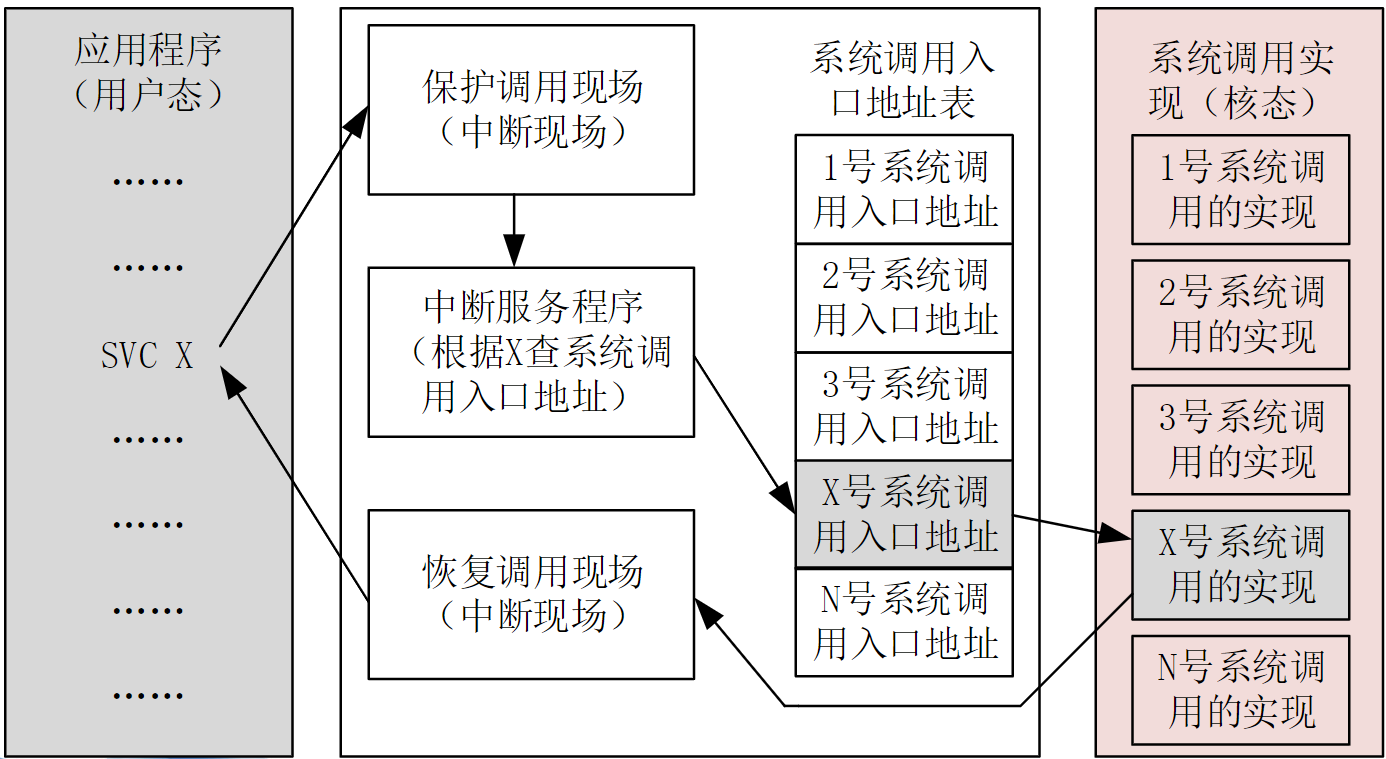 应用程序
（用户态）
……
……
SVC X
……
……
……
……
保护调用现场
（中断现场）
中断服务程序
（根据X查系统调
用入口地址）
恢复调用现场
（中断现场）
系统调用入
口地址表
1号系统调
用入口地址
2号系统调
用入口地址
3号系统调
用入口地址
X号系统调
用入口地址
N号系统调
用入口地址
系统调用实
现（核态）
1号系统调
用的实现
2号系统调
用的实现
3号系统调
用的实现
X号系统调
用的实现
N号系统调
用的实现